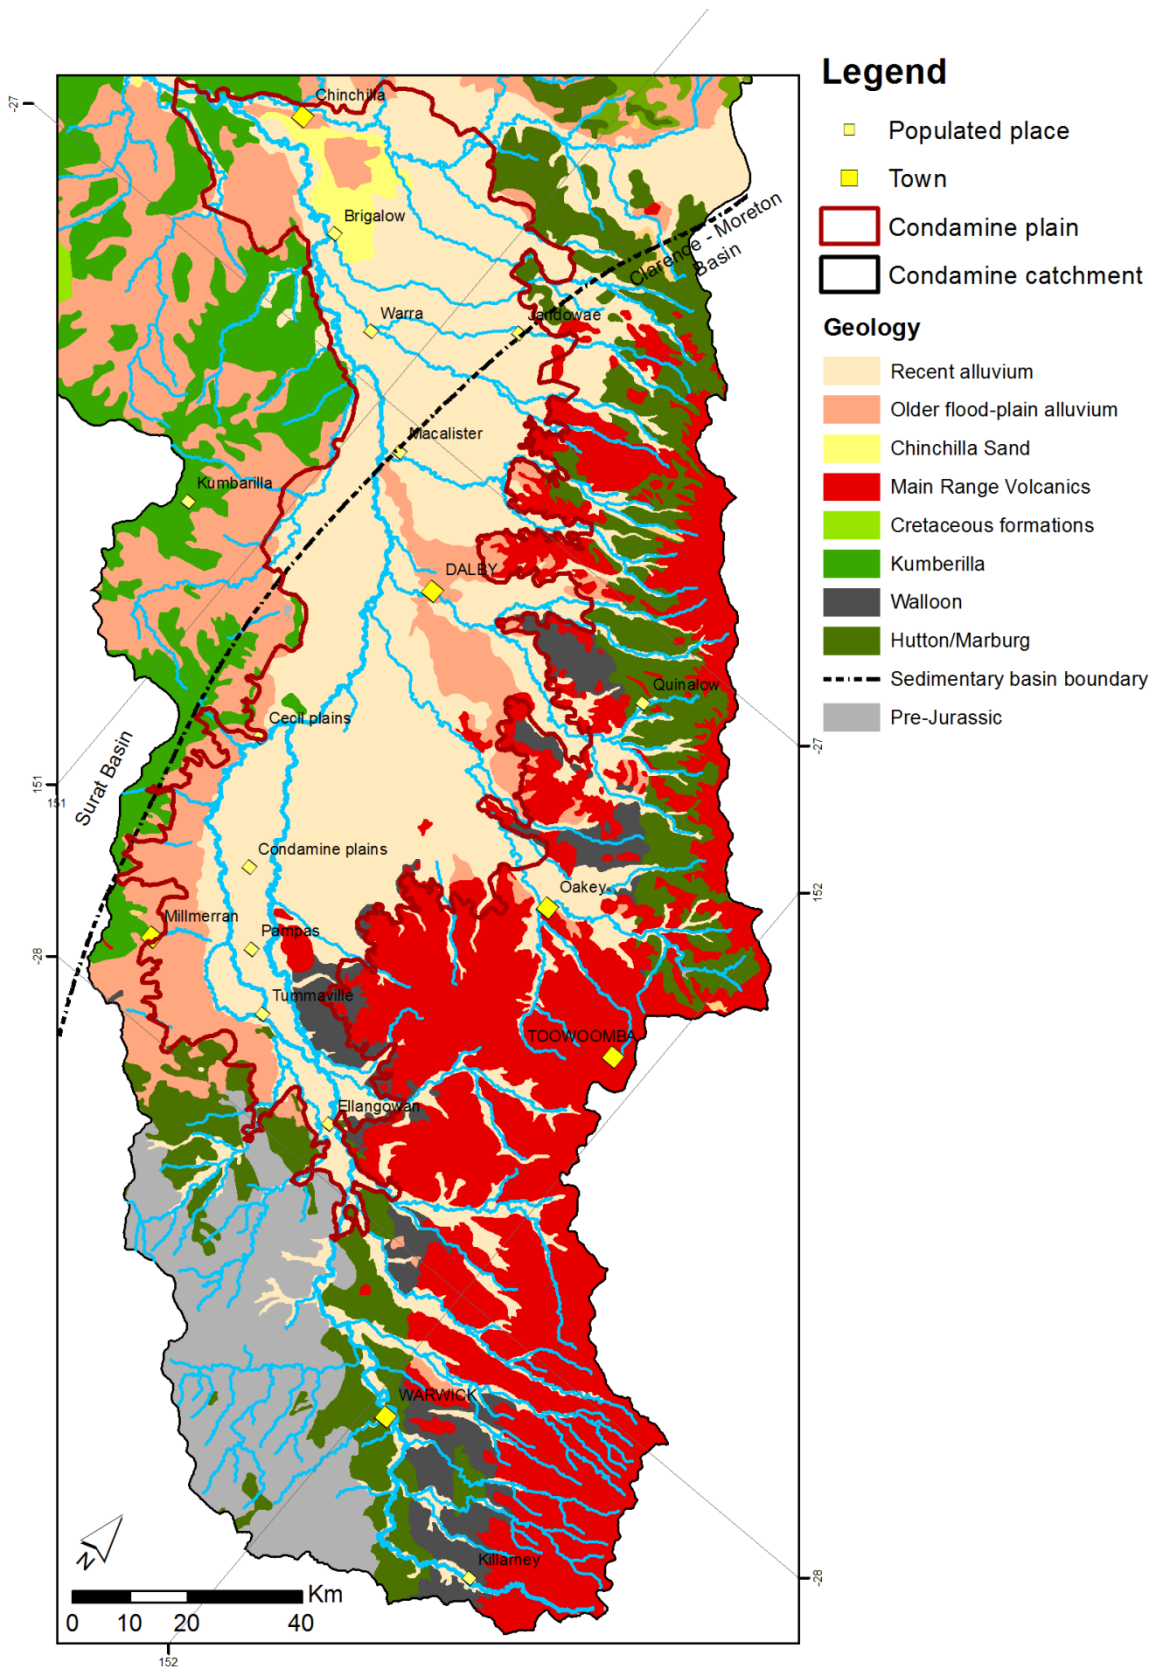 Chinchilla
-27
Brigalow
Clarence - Moreton
Basin
Warra
Jandowae
Macalister
Kumbarilla
DALBY
Quinalow
Cecil plains
-27
151
151
Surat Basin
Condamine plains
Oakey
152
Millmerran
Pampas
-28
Tummaville
TOOWOOMBA
Ellangowan
WARWICK
Killarney
-28
N
Km
0 10 20 40
152
Legend
Populated place
Town
Condamine plain
Condamine catchment
Geology
Recent alluvium
Older flood-plain alluvium
Chinchilla Sand
Main Range Volcanics
Cretaceous formations
Kumberilla
Walloon
Hutton/Marburg
Sedimentary basin boundary
Pre-Jurassic